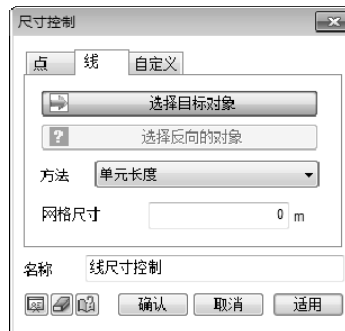 尺寸控制
点 线 自定义
选择目标对象
选择反向的对象
方法 单元长度
网格尺寸 0 m
名称 线尺寸控制
确认 取消 适用